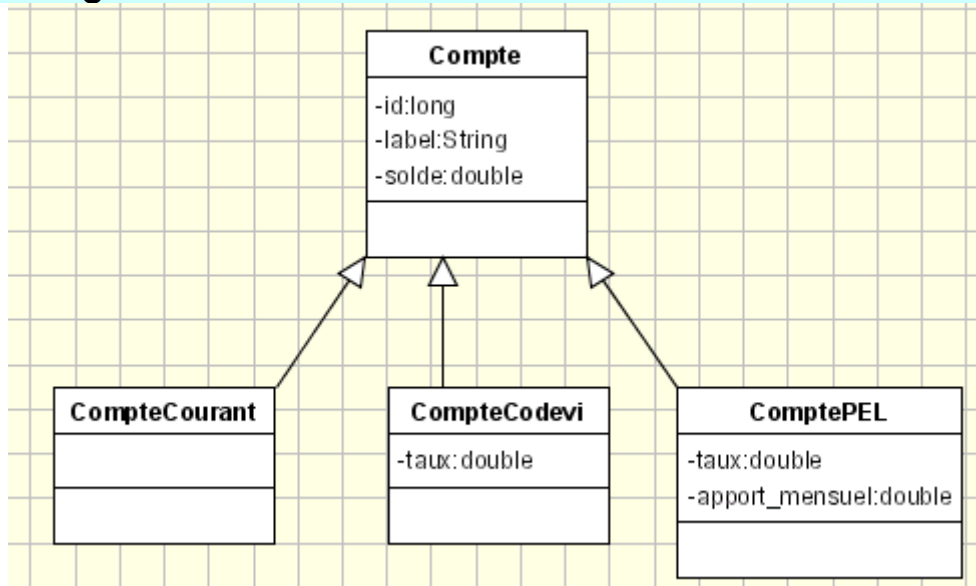 Compte
-id:long
-label:String
-solde:double
CompteCourant
CompteCodevi
-taux:double
ComptePEL
-taux:double
-apport_mensuel:double